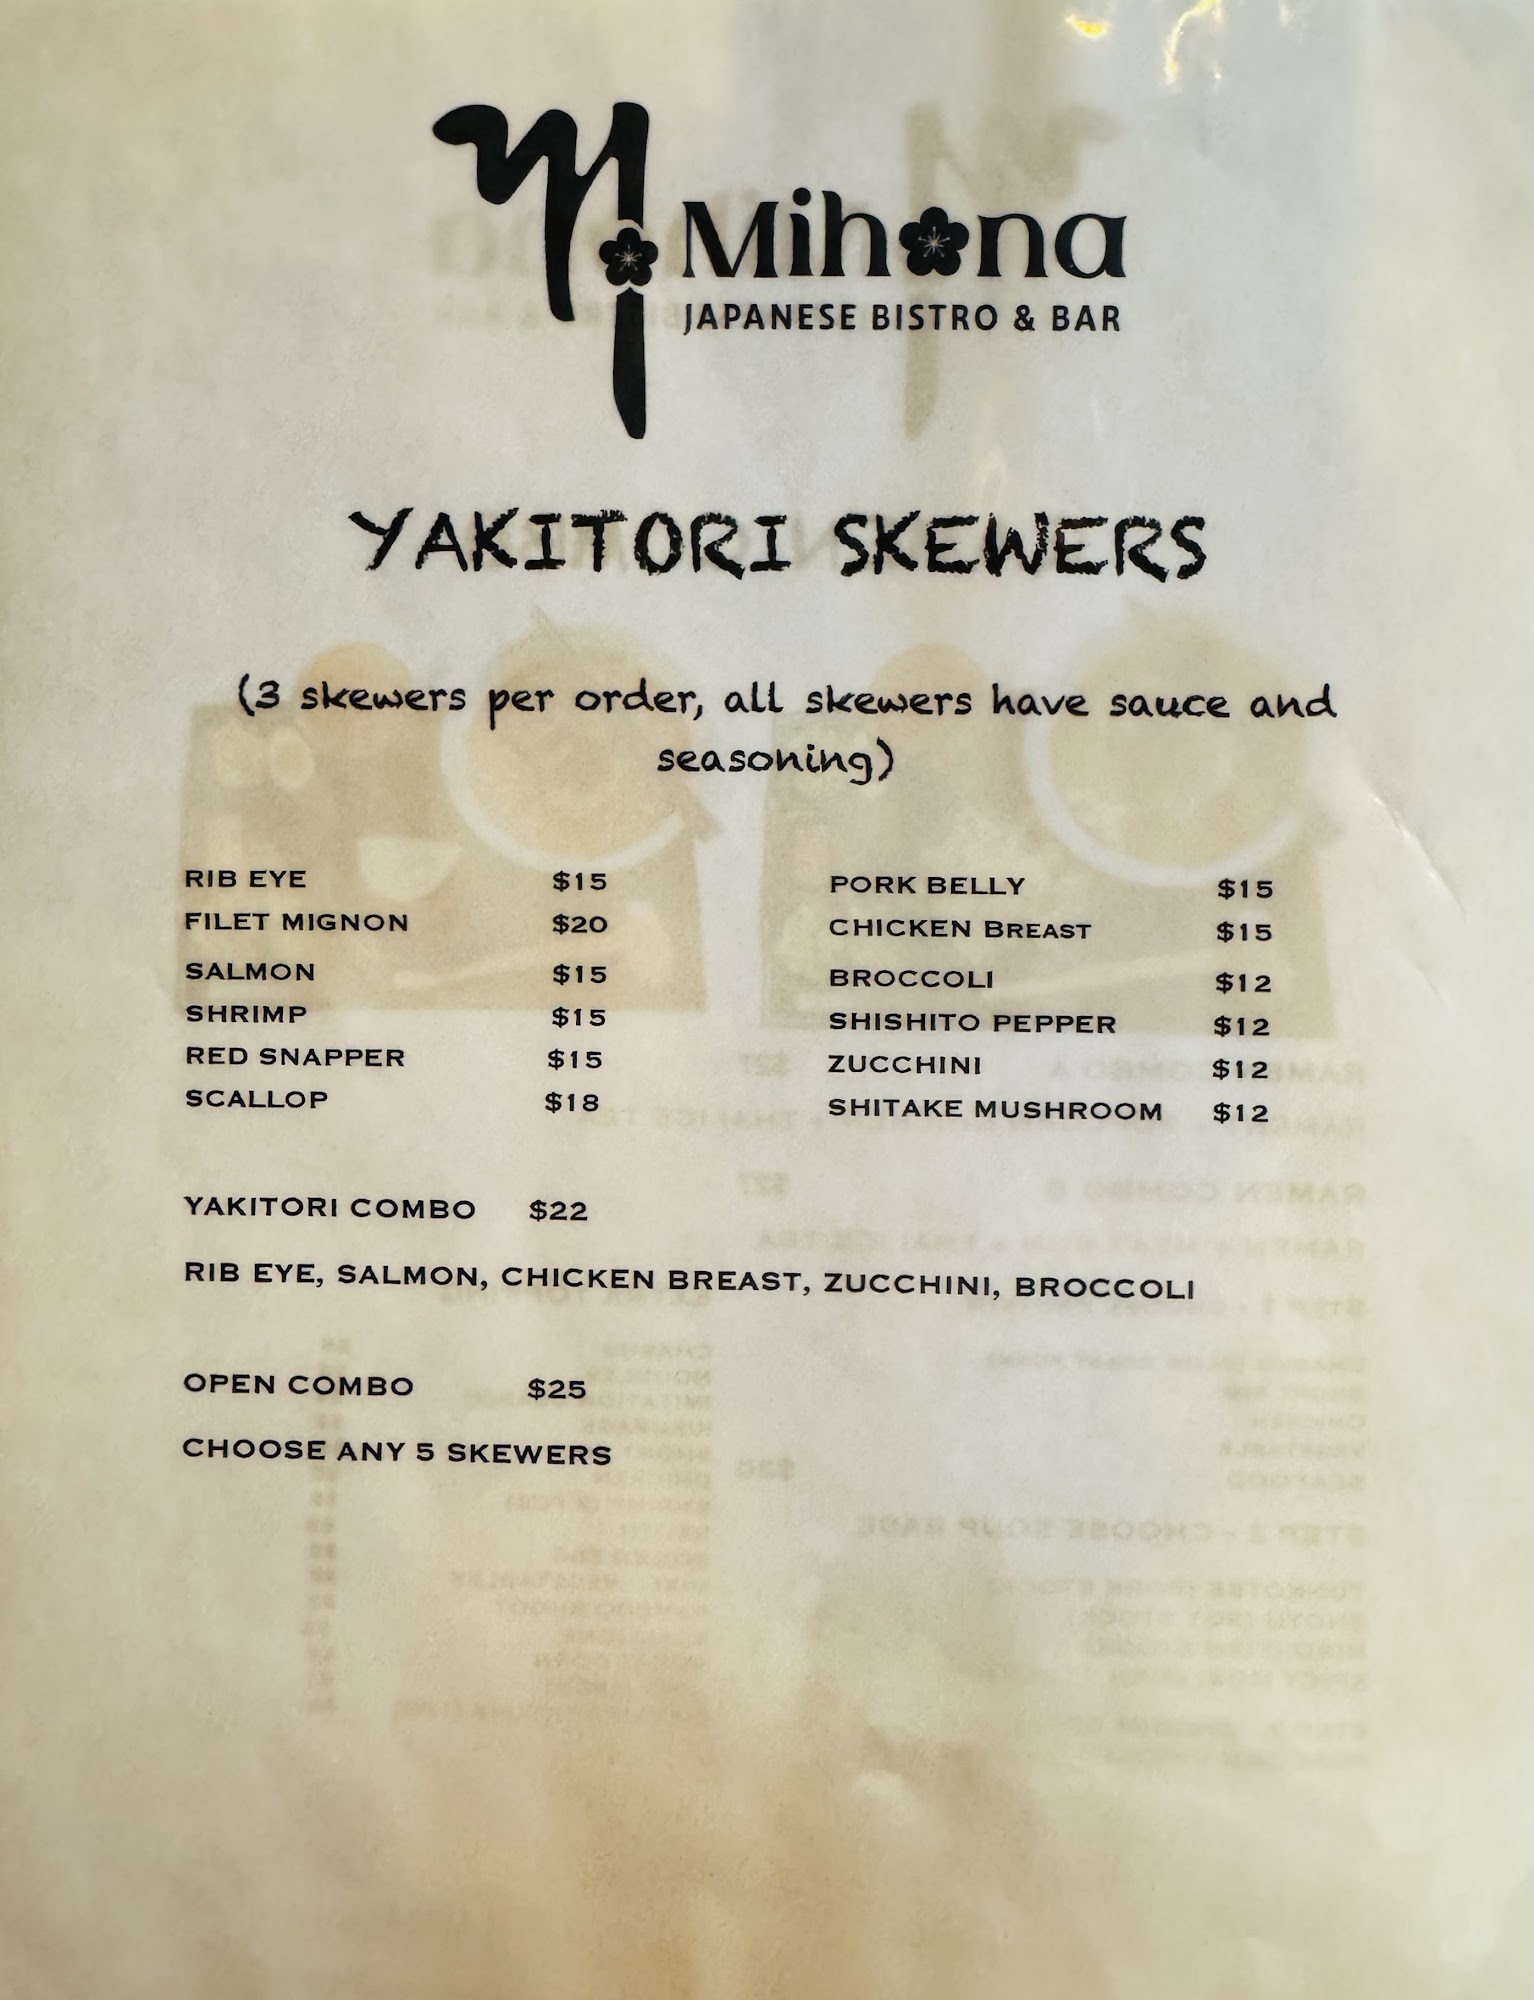 Mihana
JAPANESE BISTRO & BAR
YAKITORI SKEWERS
(3 skewers per order, all skewers have sauce and
seasoning)
RIB EYE $15
FILET MIGNON $20
SALMON $15
SHRIMP $15
RED SNAPPER $15
SCALLOP $18
PORK BELLY $15
CHICKEN BREAST $15
BROCCOLI $12
SHISHITO PEPPER $12
ZUCCHINI $12
SHITAKE MUSHROOM $12
YAKITORI COMBO $22
RIB EYE, SALMON, CHICKEN BREAST, ZUCCHINI, BROCCOLI
OPEN COMBO $25
CHOOSE ANY 5 SKEWERS